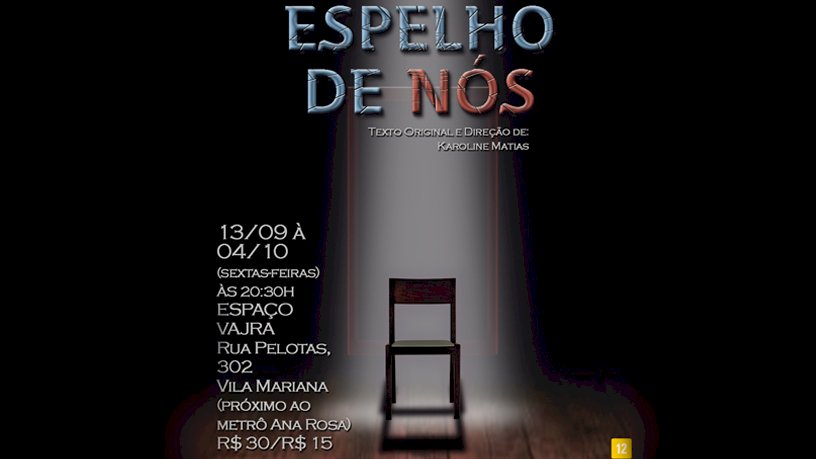 ESPELHO
DE NÓS
Texto Original e Direção de:
Karoline Matias
13/09 À
04/10
(sextas-feiras)
às 20:30h
Espaço
Vajra
Rua Pelotas,
302
Vila Mariana
(próximo ao
metrô Ana Rosa)
R$ 30/R$ 15
12